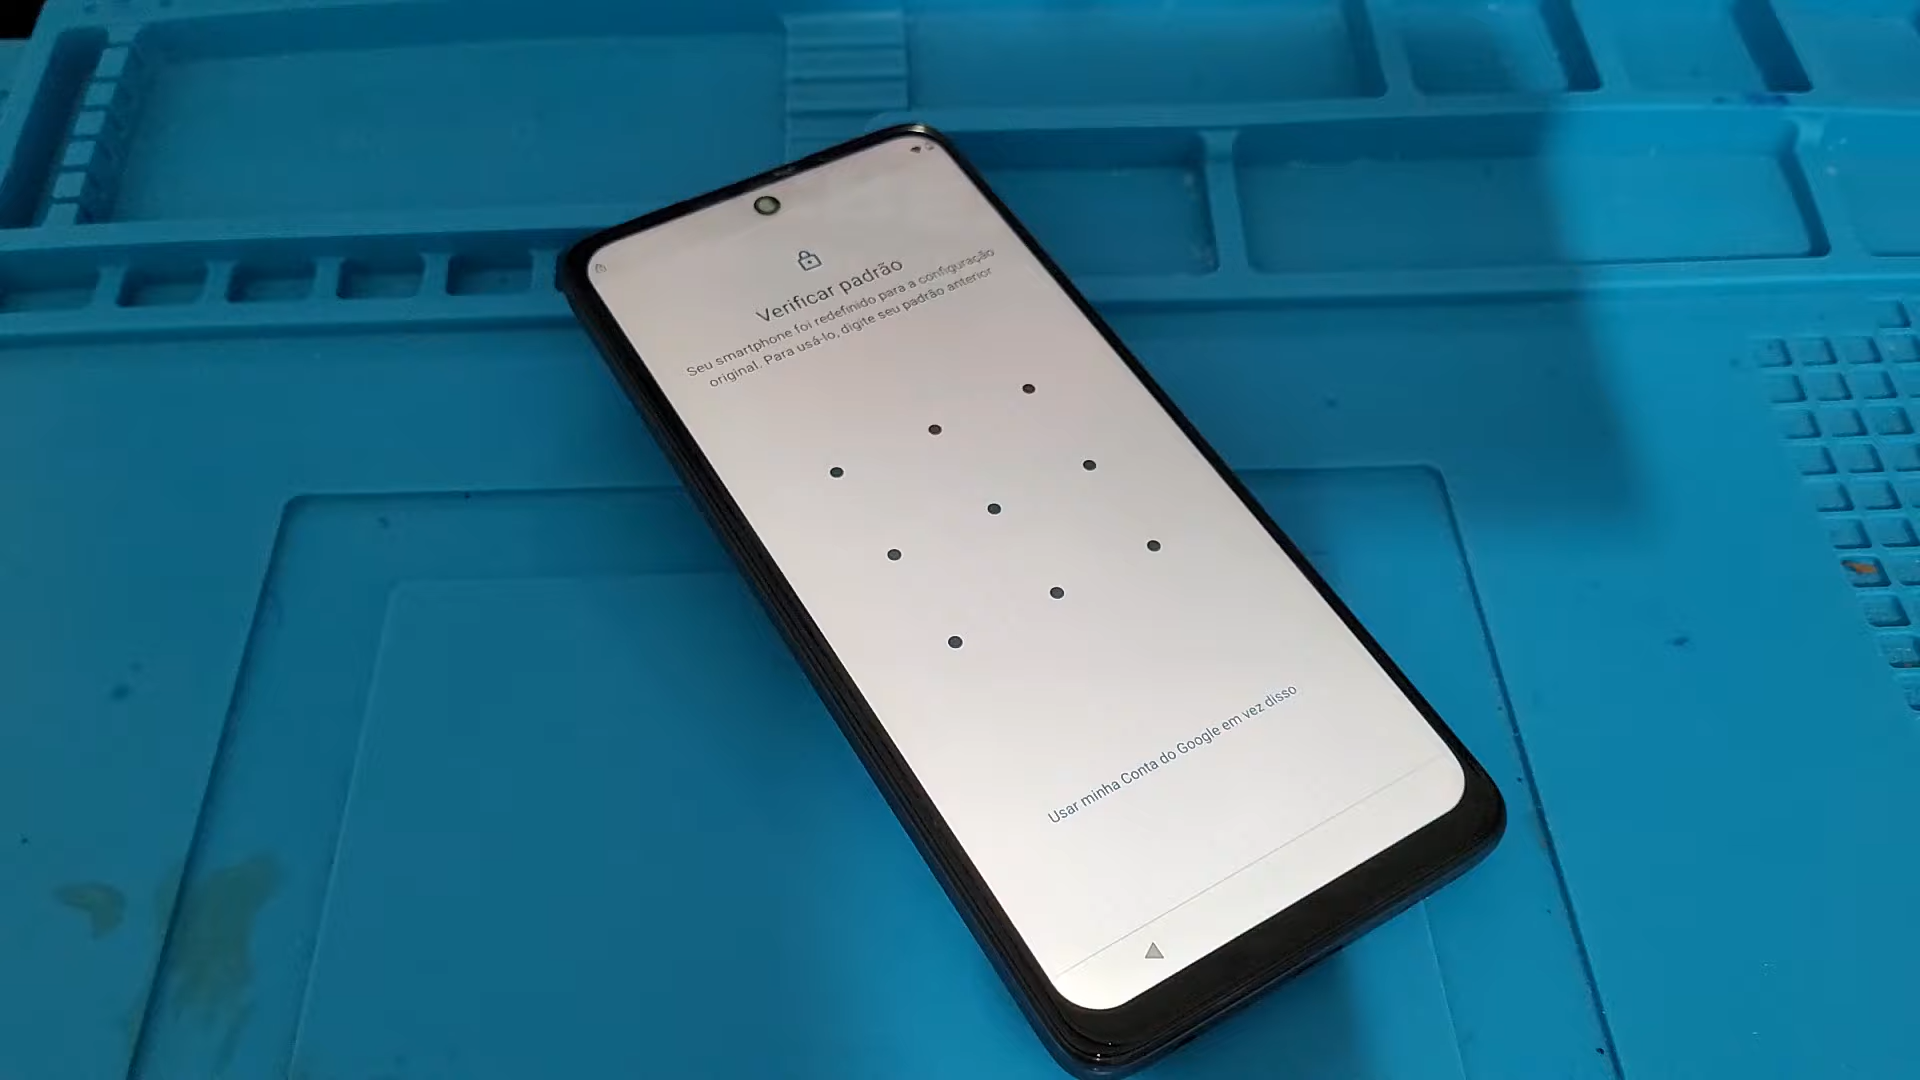 Verificar padrão
Seu smartphone foi redefinido para a configuração
original. Para usá-lo, digite seu padrão anterior
Usar minha Conta do Google em vez disso